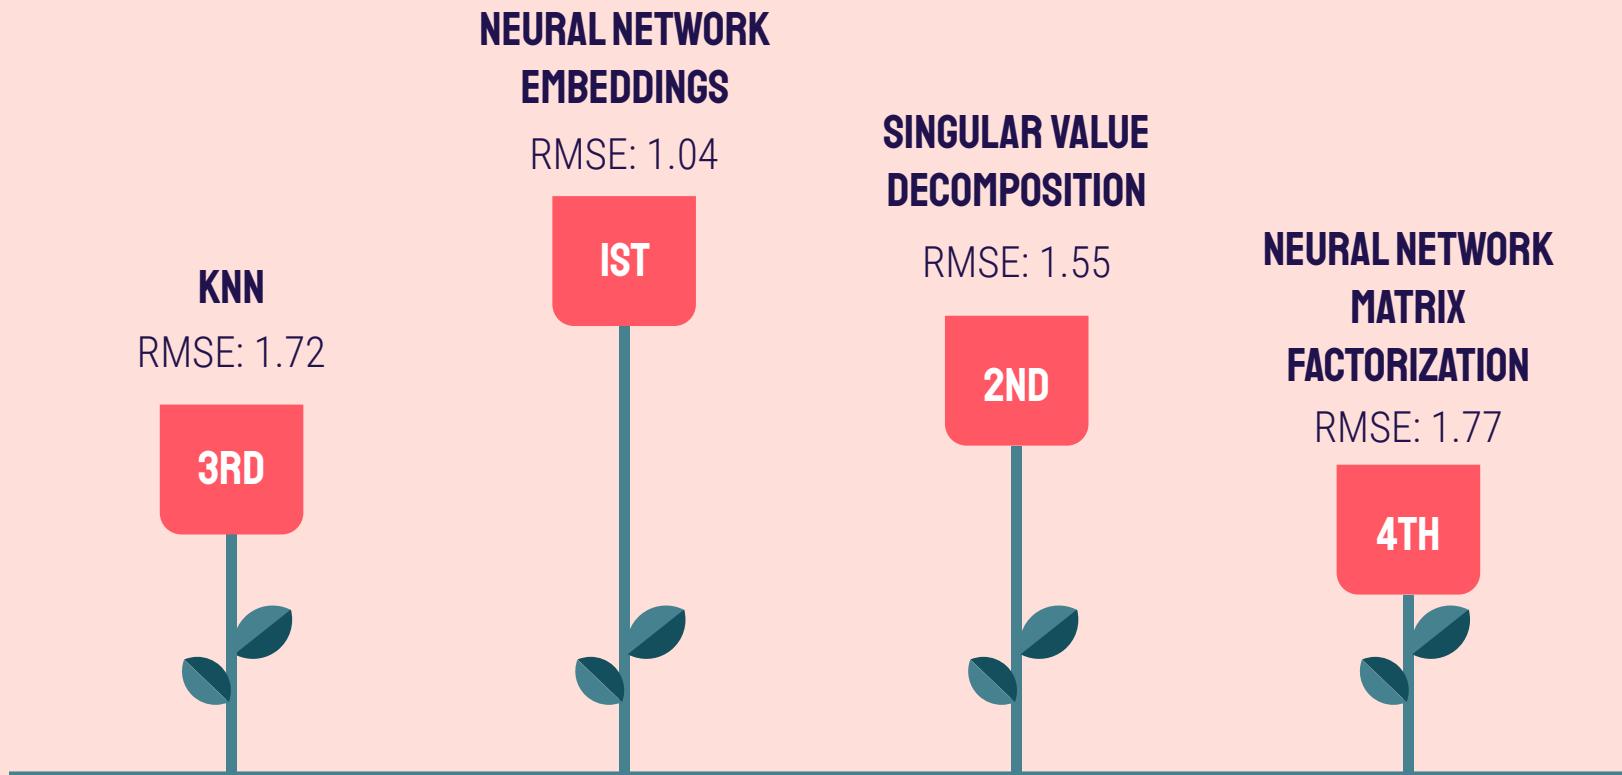 KNN
RMSE: 1.72
3RD
NEURAL NETWORK
EMBEDDINGS
RMSE: 1.04
1ST
SINGULAR VALUE
DECOMPOSITION
RMSE: 1.55
2ND
NEURAL NETWORK
MATRIX
FACTORIZATION
RMSE: 1.77
4TH